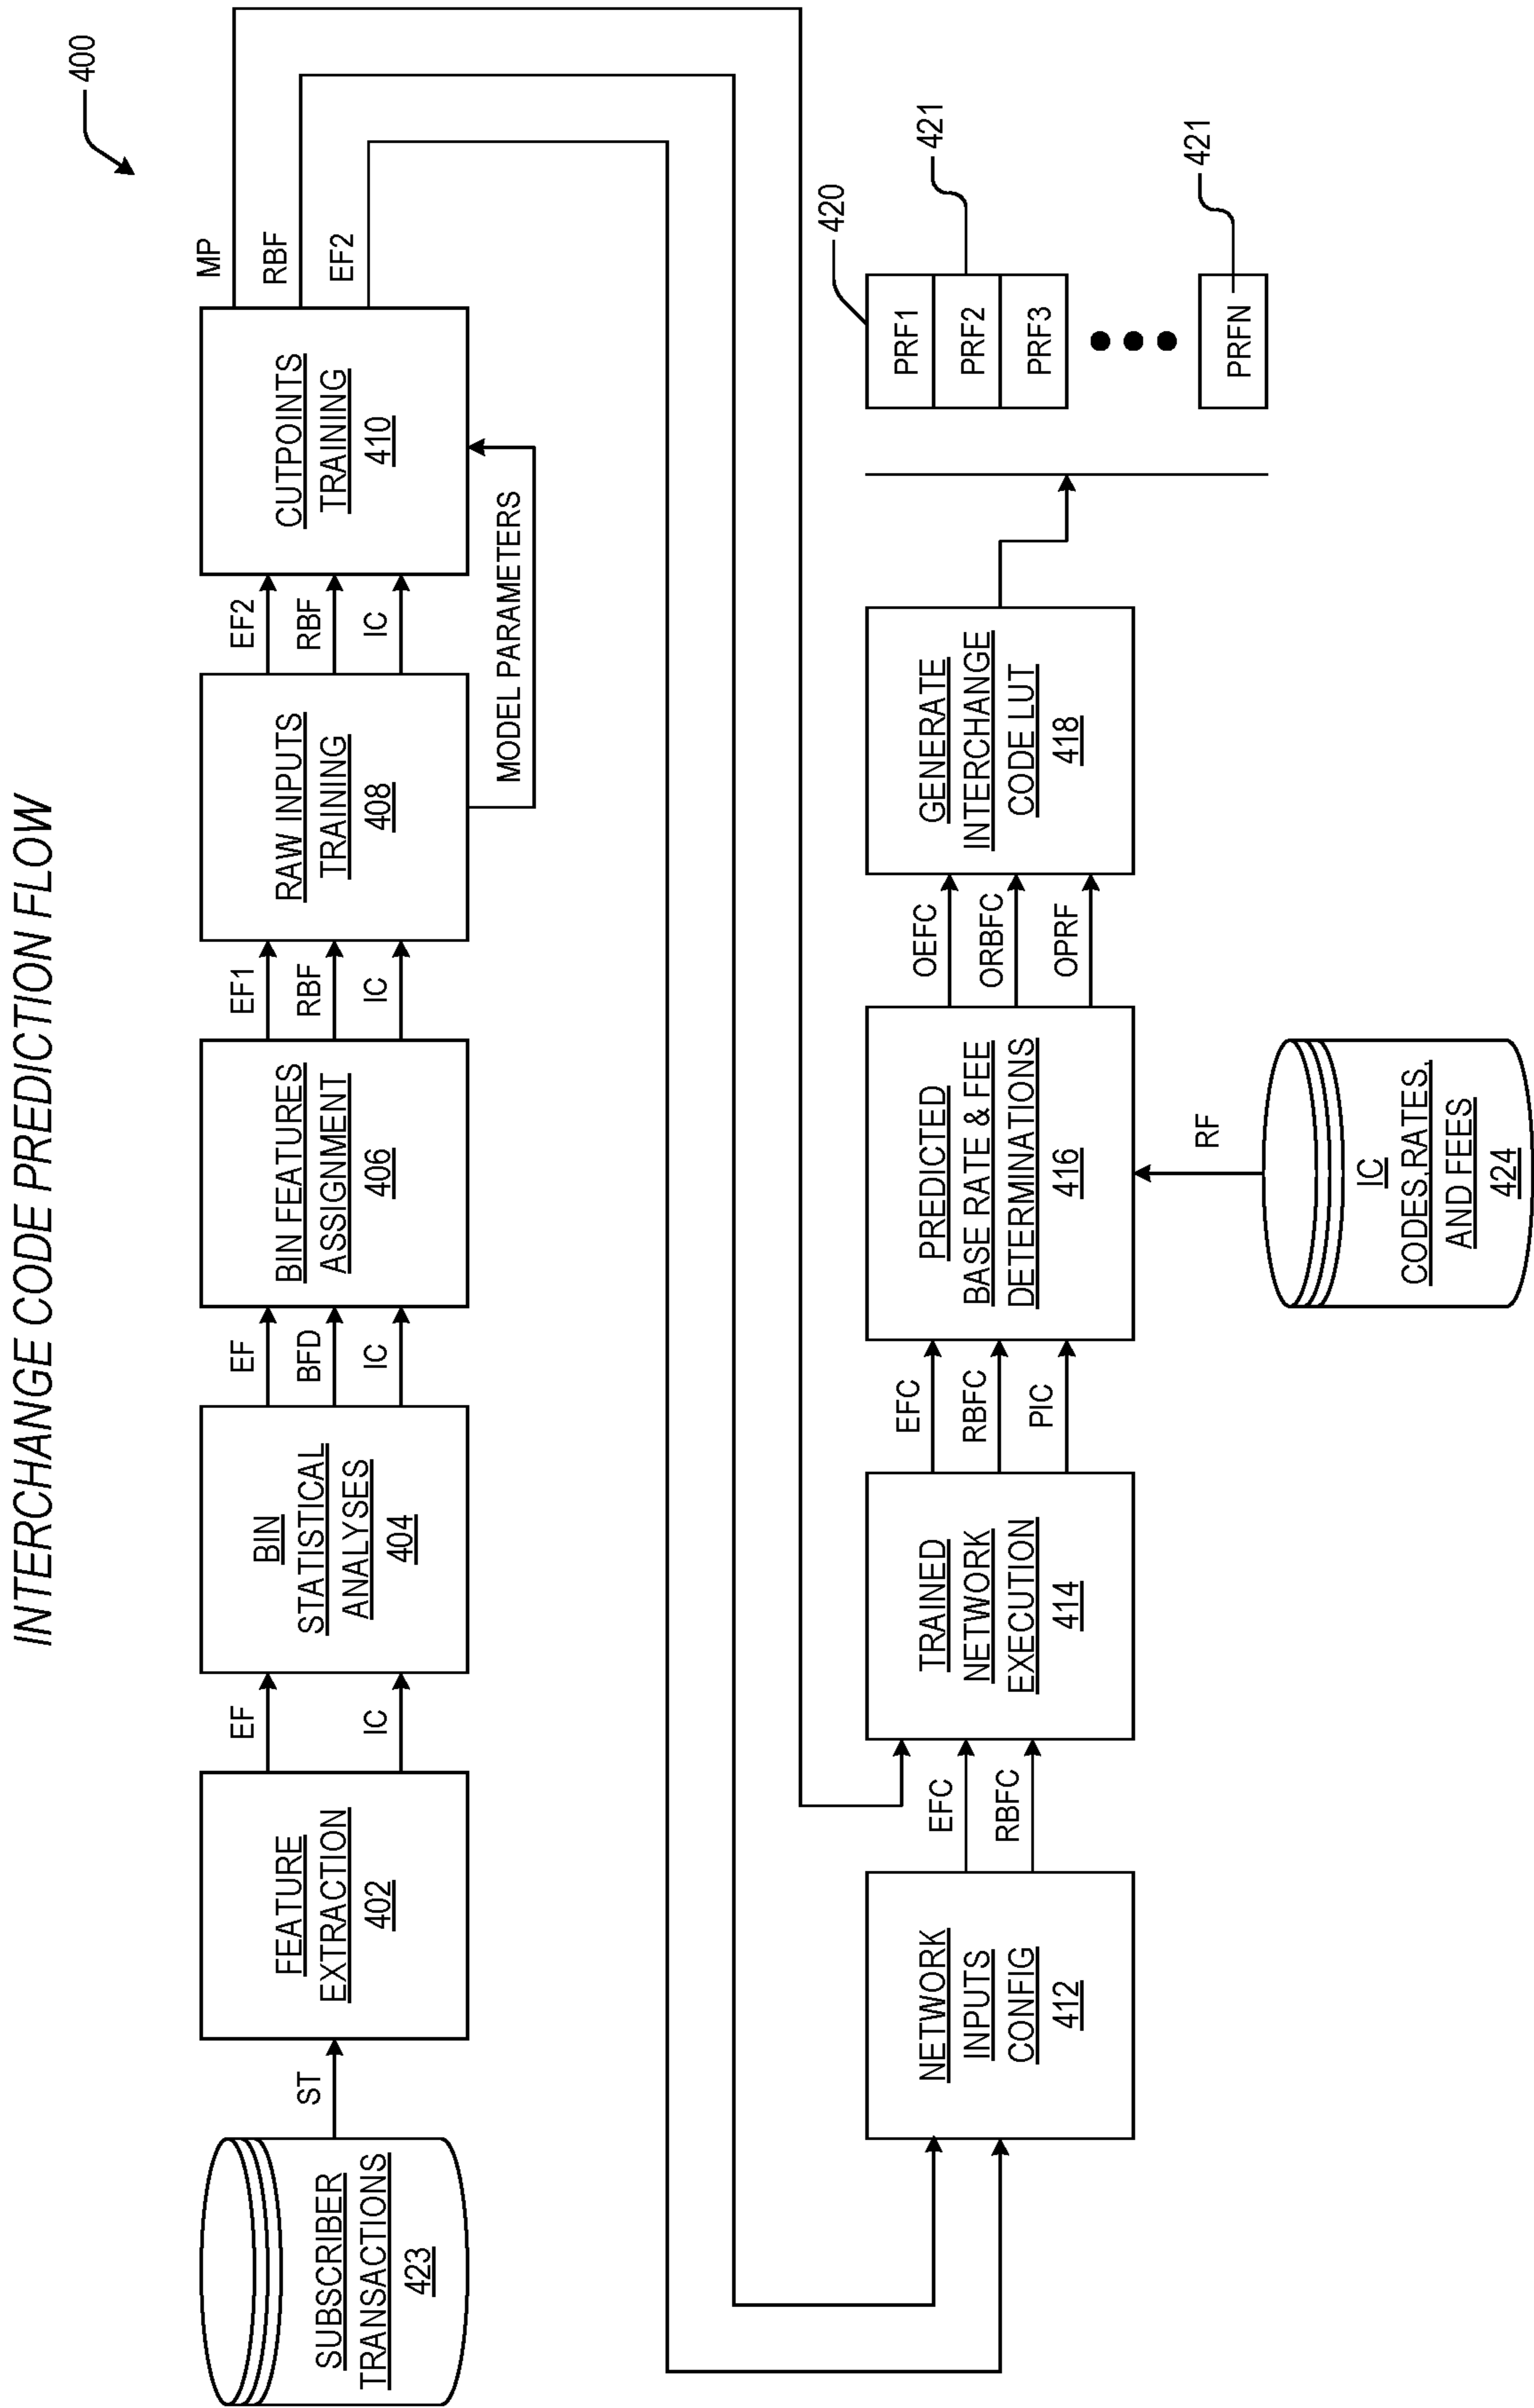 INTERCHANGE CODE PREDICTION FLOW
400
SUBSCRIBER
TRANSACTIONS
423
ST
FEATURE
EXTRACTION
402
EF
IC
BIN
STATISTICAL
ANALYSES
404
EF
BFD
IC
BIN FEATURES
ASSIGNMENT
406
EF1
RBF
IC
RAW INPUTS
TRAINING
408
EF2
RBF
IC
MODEL PARAMETERS
CUTPOINTS
TRAINING
410
MP
RBF
EF2
NETWORK
INPUTS
CONFIG
412
EFC
RBFC
TRAINED
NETWORK
EXECUTION
414
EFC
RBFC
PIC
PREDICTED
BASE RATE & FEE
DETERMINATIONS
416
RF
IC
CODES,RATES,
AND FEES
424
OEFC
ORBFC
OPRF
GENERATE
INTERCHANGE
CODE LUT
418
420
PRF1
PRF2
421
PRF3
PRFN
421